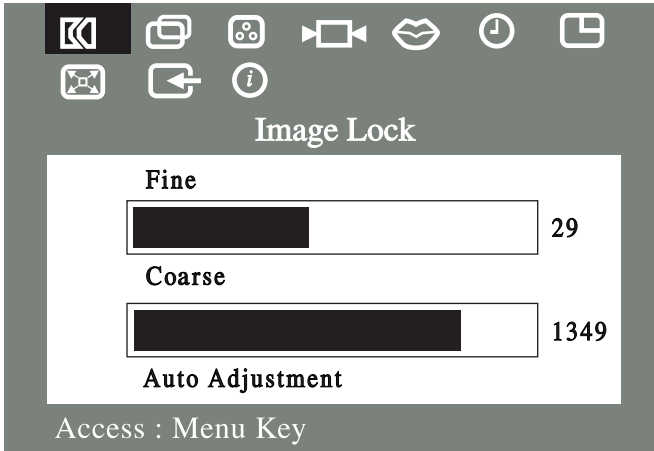 Image Lock
Fine
29
Coarse
1349
Auto Adjustment
Access : Menu Key